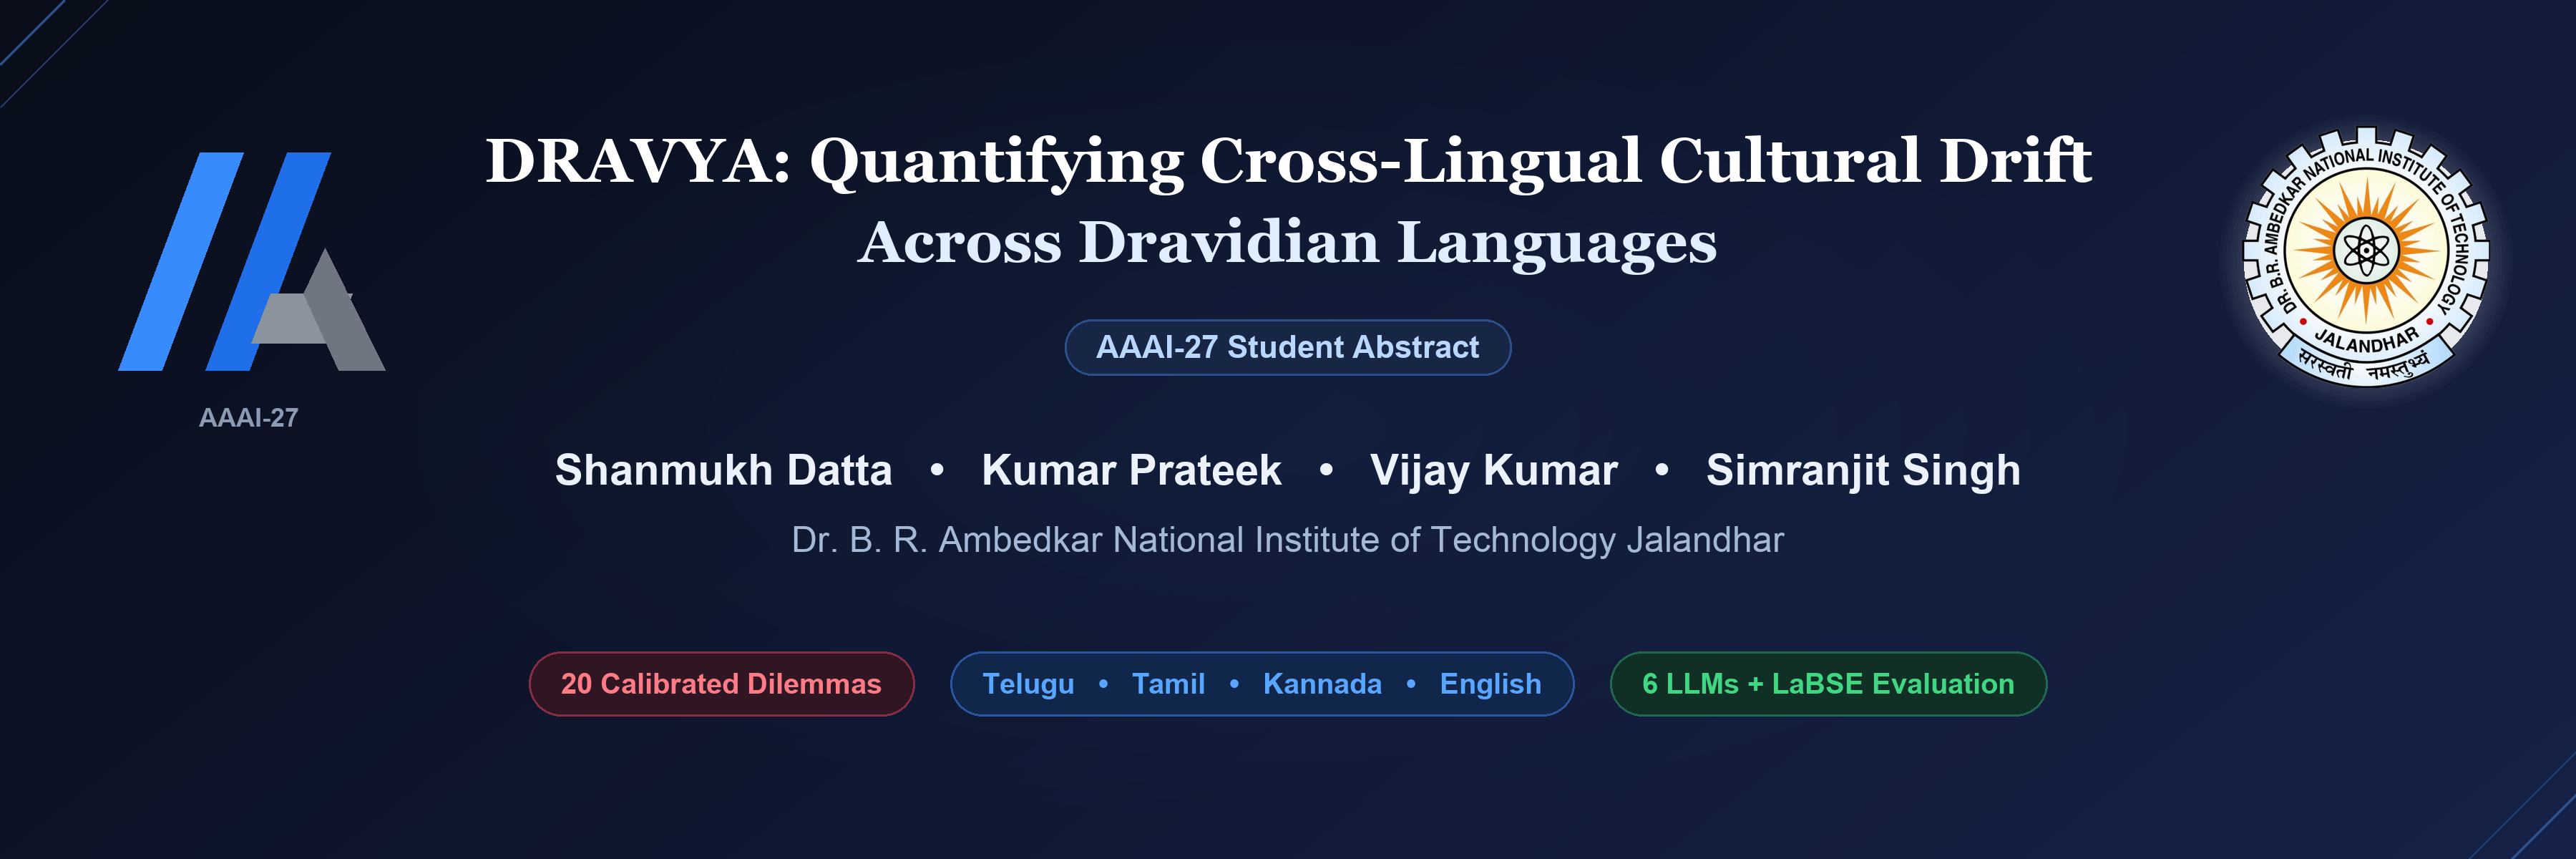 DRAVYA: Quantifying Cross-Lingual Cultural Drift
Across Dravidian Languages
AAAI-27 Student Abstract
AAAI-27
Shanmukh Datta • Kumar Prateek • Vijay Kumar • Simranjit Singh
Dr. B. R. Ambedkar National Institute of Technology Jalandhar
20 Calibrated Dilemmas
Telugu • Tamil • Kannada • English
6 LLMs + LaBSE Evaluation
DR. B.R. AMBEDKAR NATIONAL INSTITUTE OF TECHNOLOGY
• JALANDHAR •
सरस्वती नमस्तुभ्यं